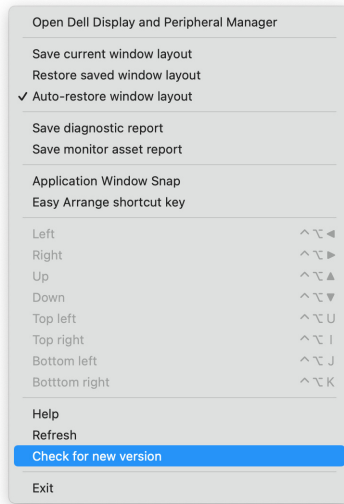 Open Dell Display and Peripheral Manager
Save current window layout
Restore saved window layout
✓ Auto-restore window layout
Save diagnostic report
Save monitor asset report
Application Window Snap
Easy Arrange shortcut key
Left ^⌥◀
Right ^⌥▶
Up ^⌥▲
Down ^⌥▼
Top left ^⌥U
Top right ^⌥I
Bottom left ^⌥J
Botttom right ^⌥K
Help
Refresh
Check for new version
Exit